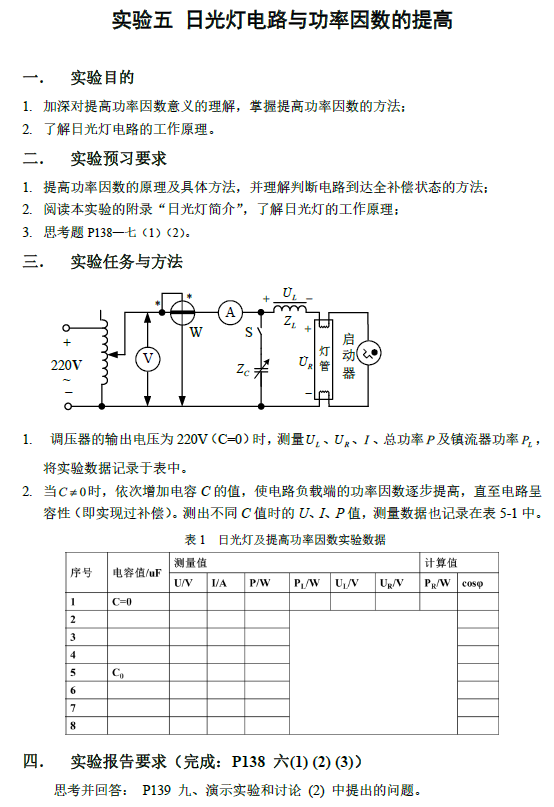 实验五 日光灯电路与功率因数的提高
一. 实验目的
1. 加深对提高功率因数意义的理解，掌握提高功率因数的方法；
2. 了解日光灯电路的工作原理。
二. 实验预习要求
1. 提高功率因数的原理及具体方法，并理解判断电路到达全补偿状态的方法；
2. 阅读本实验的附录“日光灯简介”，了解日光灯的工作原理；
3. 思考题 P138—七（1）（2）。
三. 实验任务与方法
* * W A + U_L − Z_L
S Z_C + U_R − 灯管 启动器
+ 220V ~ − V
1. 调压器的输出电压为 220V（C=0）时，测量U_L、U_R、I、总功率 P 及镇流器功率 P_L，
将实验数据记录于表中。
2. 当C≠0时，依次增加电容 C 的值，使电路负载端的功率因数逐步提高，直至电路呈
容性（即实现过补偿）。测出不同 C 值时的 U、I、P 值，测量数据也记录在表 5-1 中。
表 1 日光灯及提高功率因数实验数据
序号 电容值/uF 测量值 计算值
U/V I/A P/W P_L/W U_L/V U_R/V P_R/W cosφ
1 C=0
2
3
4
5 C_0
6
7
8
四. 实验报告要求（完成：P138 六(1) (2) (3)）
思考并回答： P139 九、演示实验和讨论 (2) 中提出的问题。